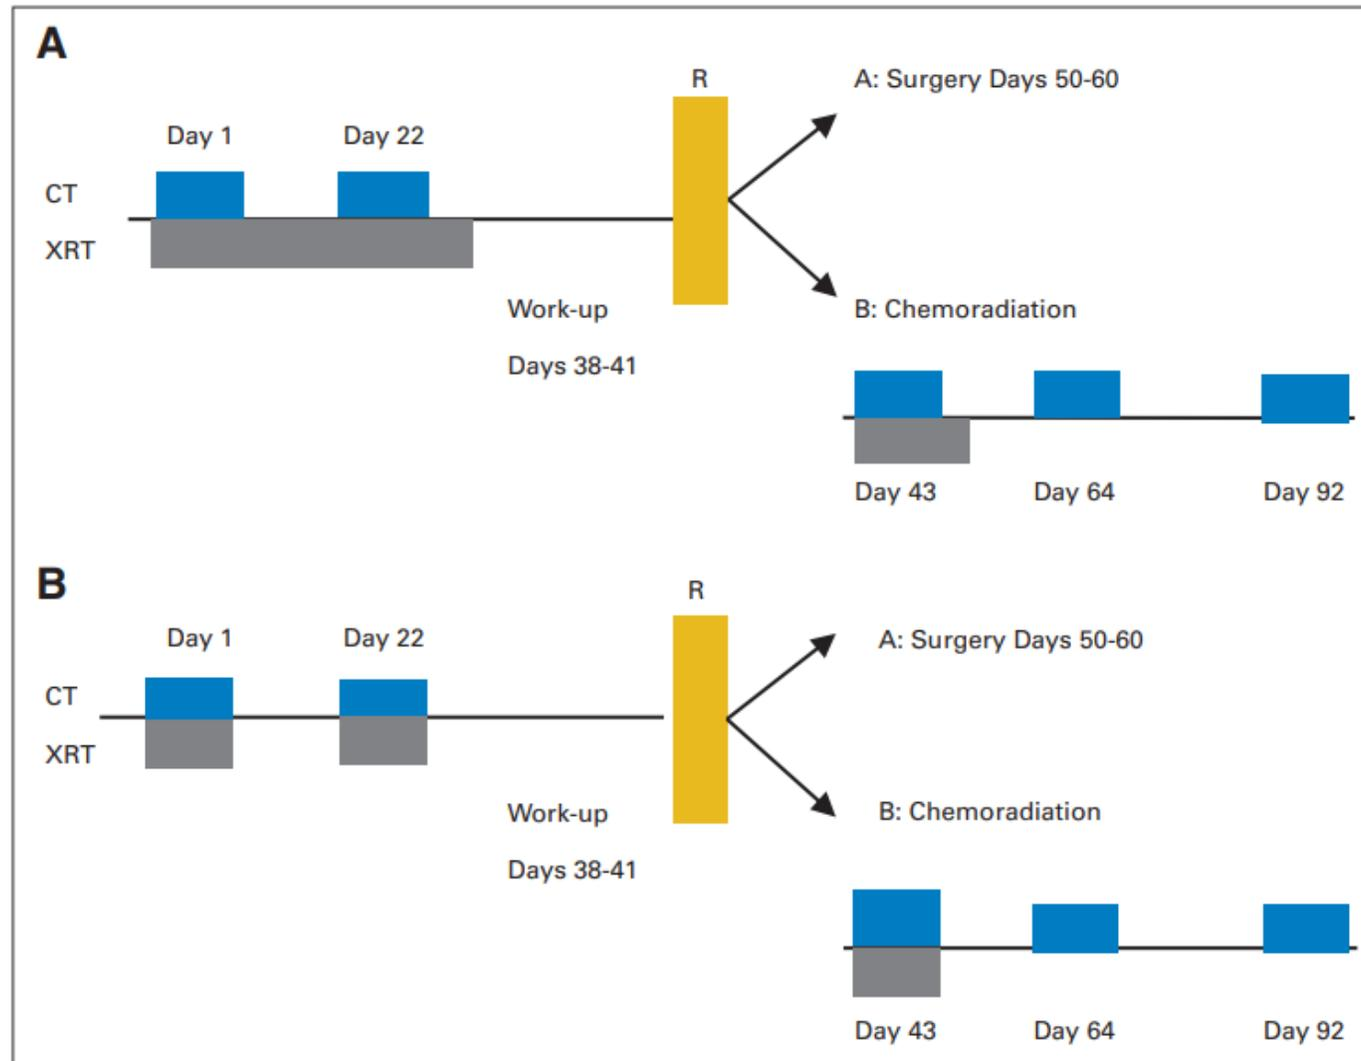 A
R
A: Surgery Days 50-60
Day 1
Day 22
CT
XRT
Work-up
Days 38-41
B: Chemoradiation
Day 43
Day 64
Day 92
B
R
Day 1
Day 22
A: Surgery Days 50-60
CT
XRT
Work-up
Days 38-41
B: Chemoradiation
Day 43
Day 64
Day 92